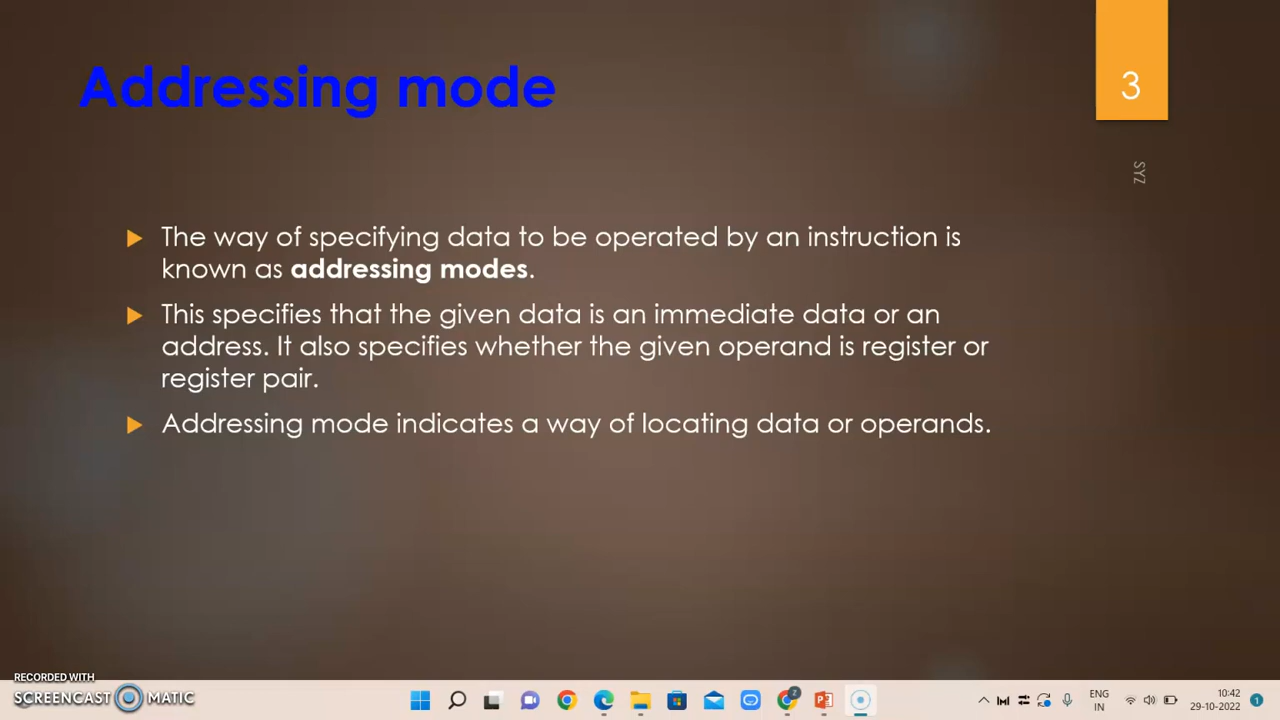 Addressing mode
3
SYZ
The way of specifying data to be operated by an instruction is
known as addressing modes.
This specifies that the given data is an immediate data or an
address. It also specifies whether the given operand is register or
register pair.
Addressing mode indicates a way of locating data or operands.
RECORDED WITH
SCREENCAST MATIC
Z
ENG
IN
10:42
29-10-2022
1